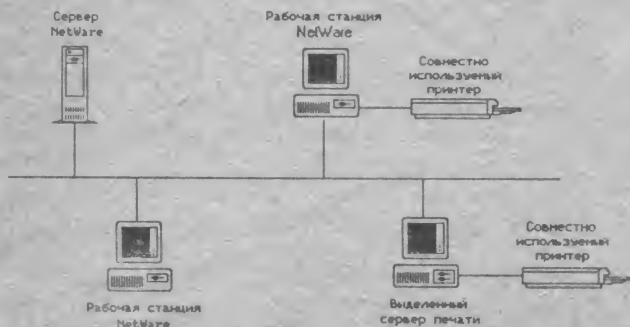 Сервер
NetWare
Рабочая станция
NetWare
Совместно
используемый
принтер
Рабочая станция
NetWare
Выделенный
сервер печати
Совместно
используемый
принтер